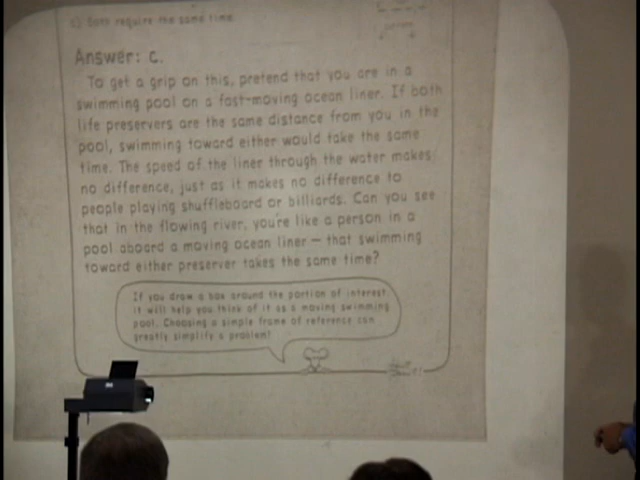 c) Both require the same time.
Answer: c.
To get a grip on this, pretend that you are in a
swimming pool on a fast-moving ocean liner. If both
life preservers are the same distance from you in the
pool, swimming toward either would take the same
time. The speed of the liner through the water makes
no difference, just as it makes no difference to
people playing shuffleboard or billiards. Can you see
that in the flowing river, you're like a person in a
pool aboard a moving ocean liner — that swimming
toward either preserver takes the same time?
If you draw a box around the portion of interest
it will help you think of it as a moving swimming
pool. Choosing a simple frame of reference can
greatly simplify a problem!